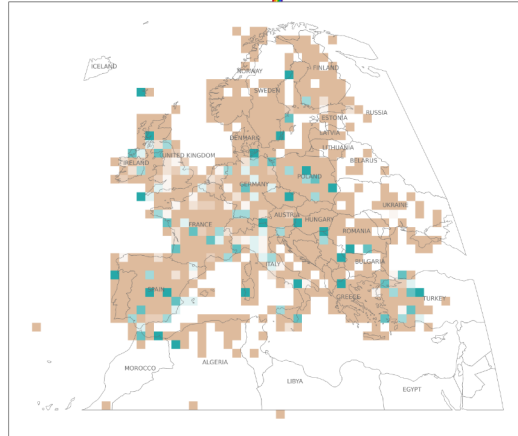 ICELAND
NORWAY
FINLAND
SWEDEN
RUSSIA
ESTONIA
LATVIA
DENMARK
LITHUANIA
IRELAND
UNITED KINGDOM
BELARUS
POLAND
GERMANY
UKRAINE
AUSTRIA
HUNGARY
FRANCE
ROMANIA
ITALY
BULGARIA
SPAIN
GREECE
TURKEY
ALGERIA
MOROCCO
LIBYA
EGYPT